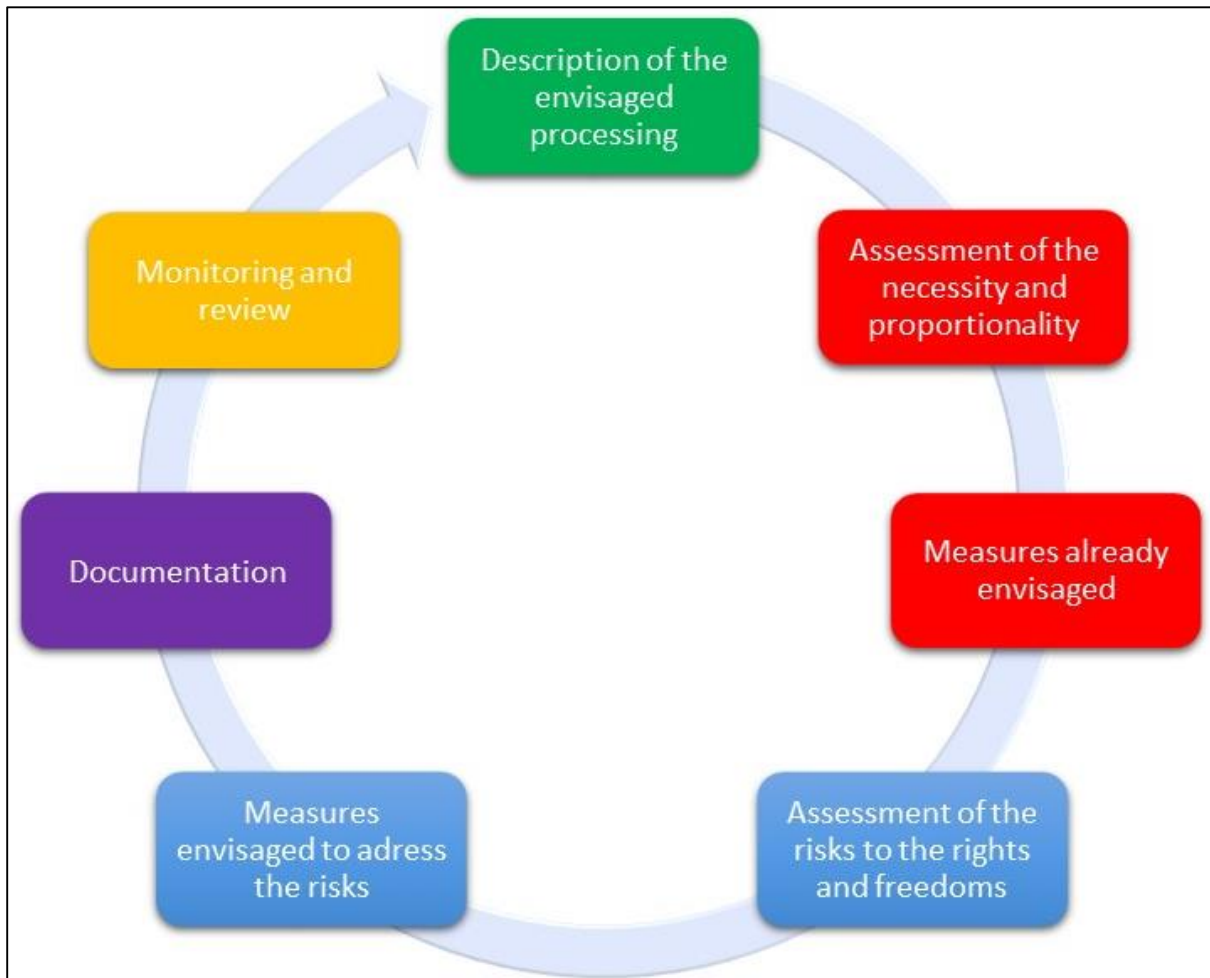 Description of the
envisaged
processing
Assessment of the
necessity and
proportionality
Measures already
envisaged
Assessment of the
risks to the rights
and freedoms
Measures
envisaged to adress
the risks
Documentation
Monitoring and
review